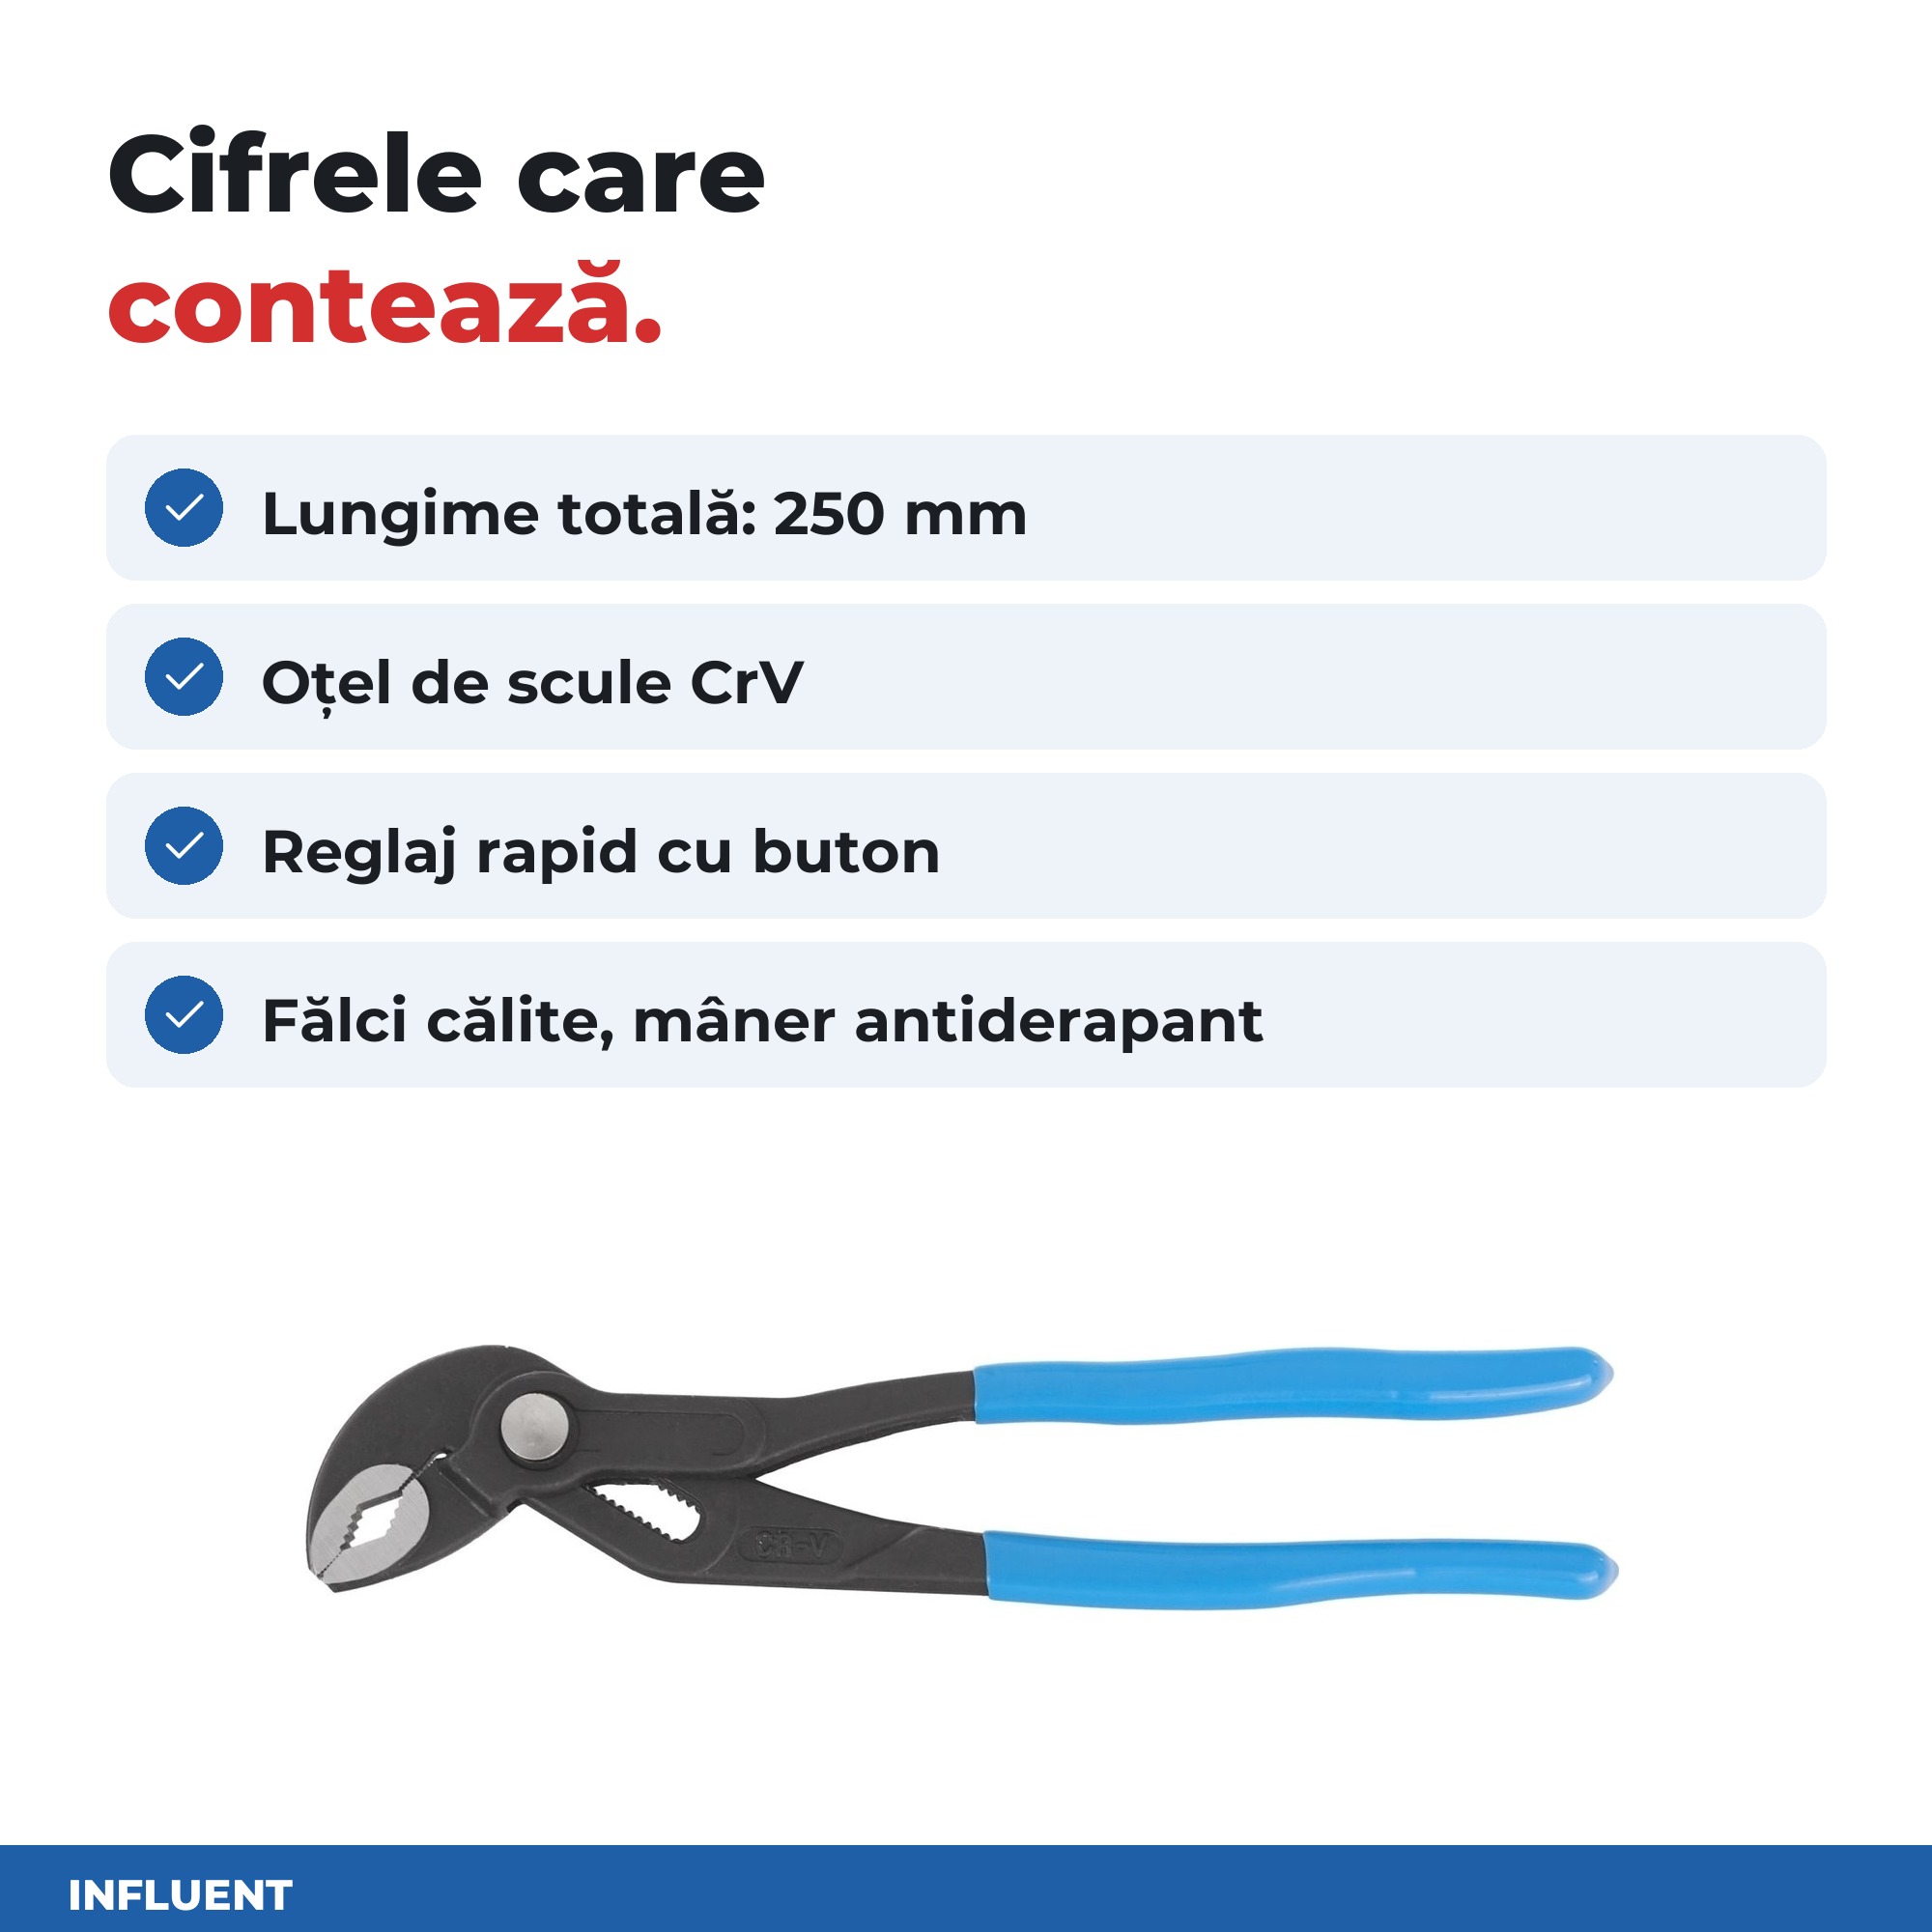 Cifrele care
contează.
Lungime totală: 250 mm
Oțel de scule CrV
Reglaj rapid cu buton
Fălci călite, mâner antiderapant
CR-V
INFLUENT